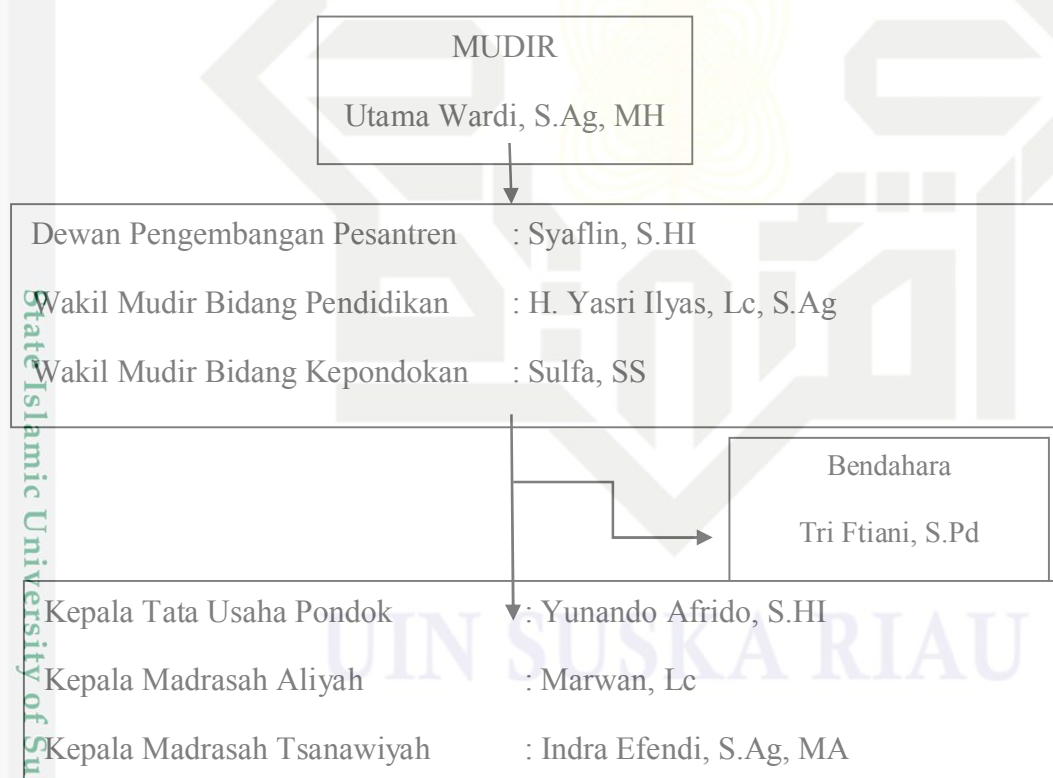 MUDIR
Utama Wardi, S.Ag, MH
Dewan Pengembangan Pesantren : Syaflin, S.HI
Wakil Mudir Bidang Pendidikan : H. Yasri Ilyas, Lc, S.Ag
Wakil Mudir Bidang Kepondokan : Sulfa, SS
Bendahara
Tri Ftiani, S.Pd
Kepala Tata Usaha Pondok : Yunando Afrido, S.HI
Kepala Madrasah Aliyah : Marwan, Lc
Kepala Madrasah Tsanawiyah : Indra Efendi, S.Ag, MA
UIN SUSKA RIAU
State Islamic University of Su